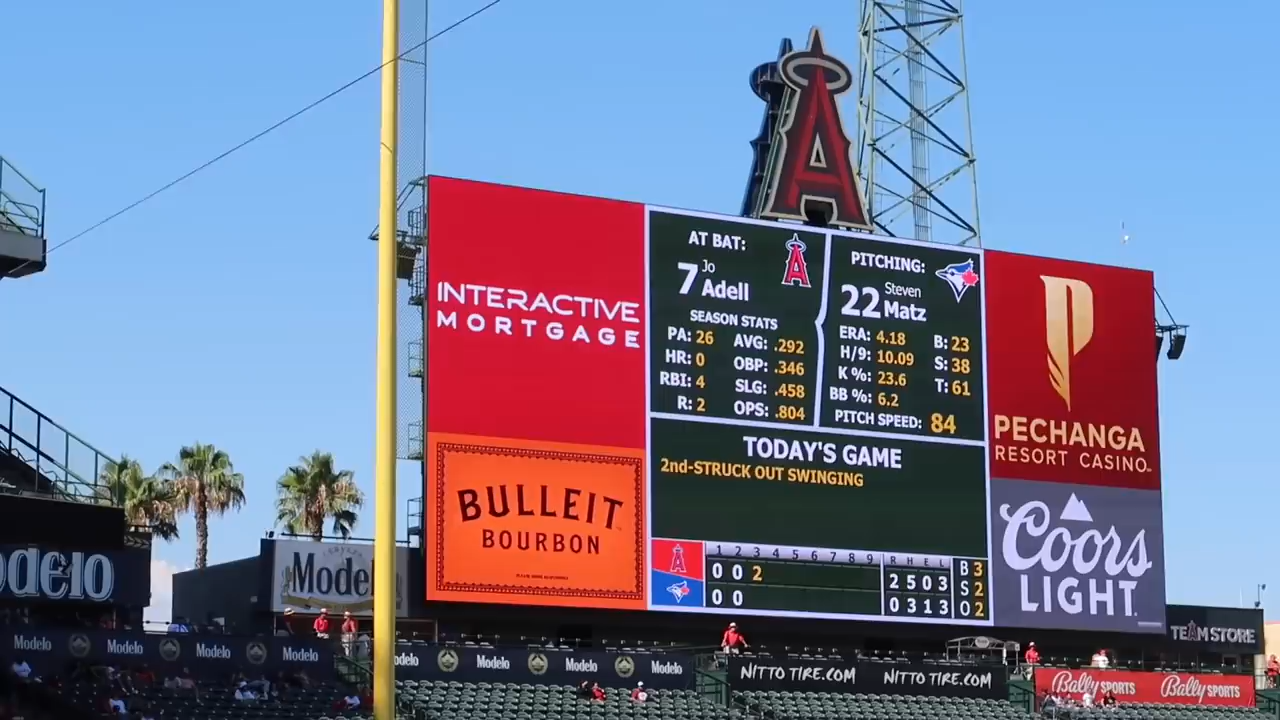 A
INTERACTIVE
MORTGAGE
BULLEIT
BOURBON
AT BAT:
A
7 Jo Adell
SEASON STATS
PA: 26 AVG: .292
HR: 0 OBP: .346
RBI: 4 SLG: .458
R: 2 OPS: .804
PITCHING:
22 Steven Matz
ERA: 4.18 B: 23
H/9: 10.09 S: 38
K %: 23.6 T: 61
BB %: 6.2
PITCH SPEED: 84
TODAY'S GAME
2nd-STRUCK OUT SWINGING
1 2 3 4 5 6 7 8 9 R H E L B 3
A 0 0 2 2 5 0 3 S 2
0 0 0 3 1 3 O 2
P
PECHANGA
RESORT CASINO
Coors
LIGHT
TEAM STORE
odelo
Model
Modelo Modelo Modelo Modelo
odelo Modelo Modelo Modelo
NITTO TIRE.COM NITTO TIRE.COM
Bally SPORTS Bally SPORTS